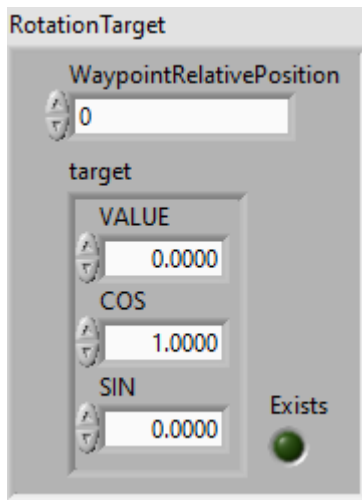 RotationTarget
WaypointRelativePosition
0
target
VALUE
0.0000
COS
1.0000
SIN
0.0000
Exists